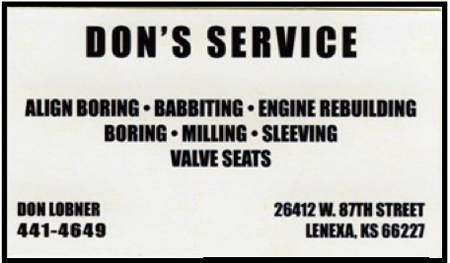 DON'S SERVICE
ALIGN BORING • BABBITING • ENGINE REBUILDING
BORING • MILLING • SLEEVING
VALVE SEATS
DON LOBNER
441-4649
26412 W. 87TH STREET
LENEXA, KS 66227